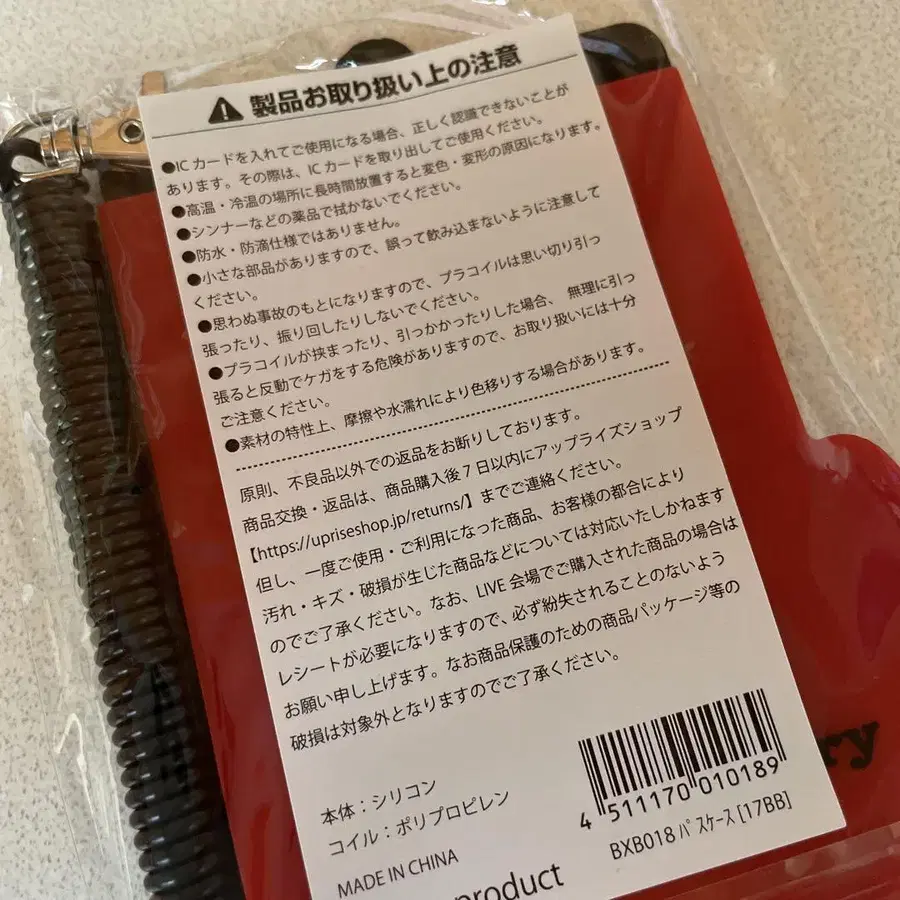 製品お取り扱い上の注意
●ICカードを入れてご使用になる場合、正しく認識できないことが
あります。その際は、ICカードを取り出してご使用ください。
●高温・冷温の場所に長時間放置すると変色・変形の原因になります。
●シンナーなどの薬品で拭かないでください。
●防水・防滴仕様ではありません。
●小さな部品がありますので、誤って飲み込まないように注意して
ください。
●思わぬ事故のもとになりますので、プラコイルは思い切り引っ
張ったり、振り回したりしないでください。
●プラコイルが挟まったり、引っかかったりした場合、無理に引っ
張ると反動でケガをする危険がありますので、お取り扱いには十分
ご注意ください。
●素材の特性上、摩擦や水濡れにより色移りする場合があります。
原則、不良品以外での返品をお断りしております。
商品交換・返品は、商品購入後7日以内にアップライズショップ
【https://upriseshop.jp/returns/】までご連絡ください。
但し、一度ご使用・ご利用になった商品、お客様の都合により
汚れ・キズ・破損が生じた商品などについては対応いたしかねます
のでご了承ください。なお、LIVE会場でご購入された商品の場合は
レシートが必要になりますので、必ず紛失されることのないよう
お願い申し上げます。なお商品保護のための商品パッケージ等の
破損は対象外となりますのでご了承ください。
本体：シリコン
コイル：ポリプロピレン
MADE IN CHINA
product
4 511170 010189
BXB018 パスケース [17BB]
ry